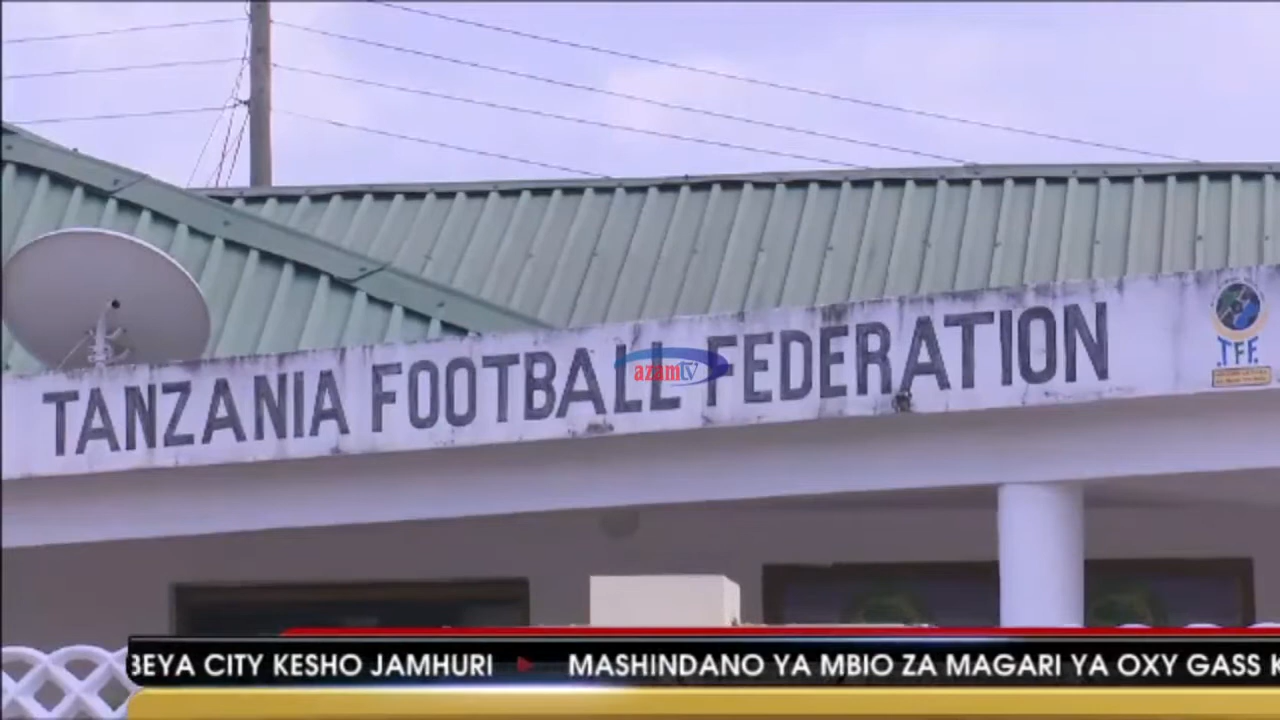 TANZANIA FOOTBALL FEDERATION
azamtv
T.F.F.
BEYA CITY KESHO JAMHURI
MASHINDANO YA MBIO ZA MAGARI YA OXY GASS